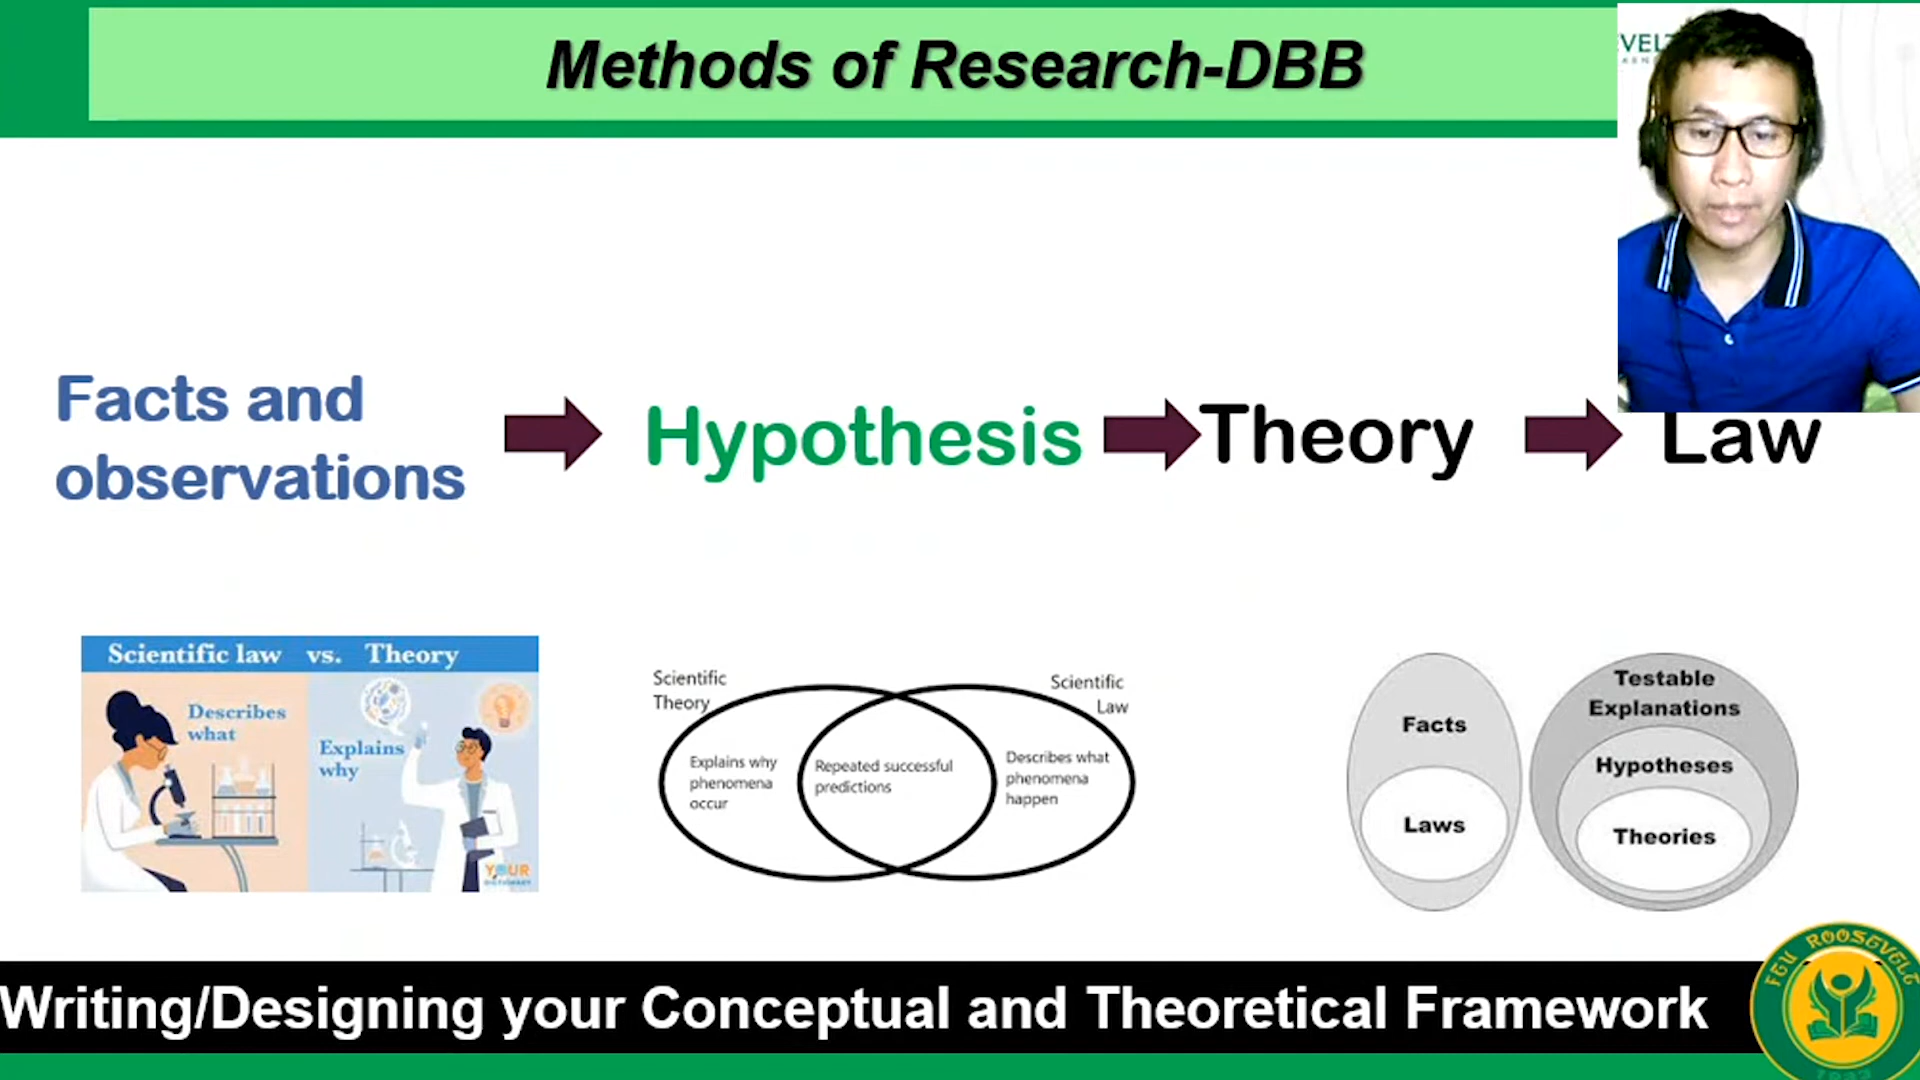 Methods of Research-DBB
VELT
Facts and
observations
Hypothesis
Theory
Law
Scientific law vs. Theory
Describes
what
Explains
why
YOUR
DICTIONARY
Scientific
Theory
Scientific
Law
Explains why
phenomena
occur
Repeated successful
predictions
Describes what
phenomena
happen
Facts
Laws
Testable
Explanations
Hypotheses
Theories
Writing/Designing your Conceptual and Theoretical Framework
FEU ROOSEVELT
1933